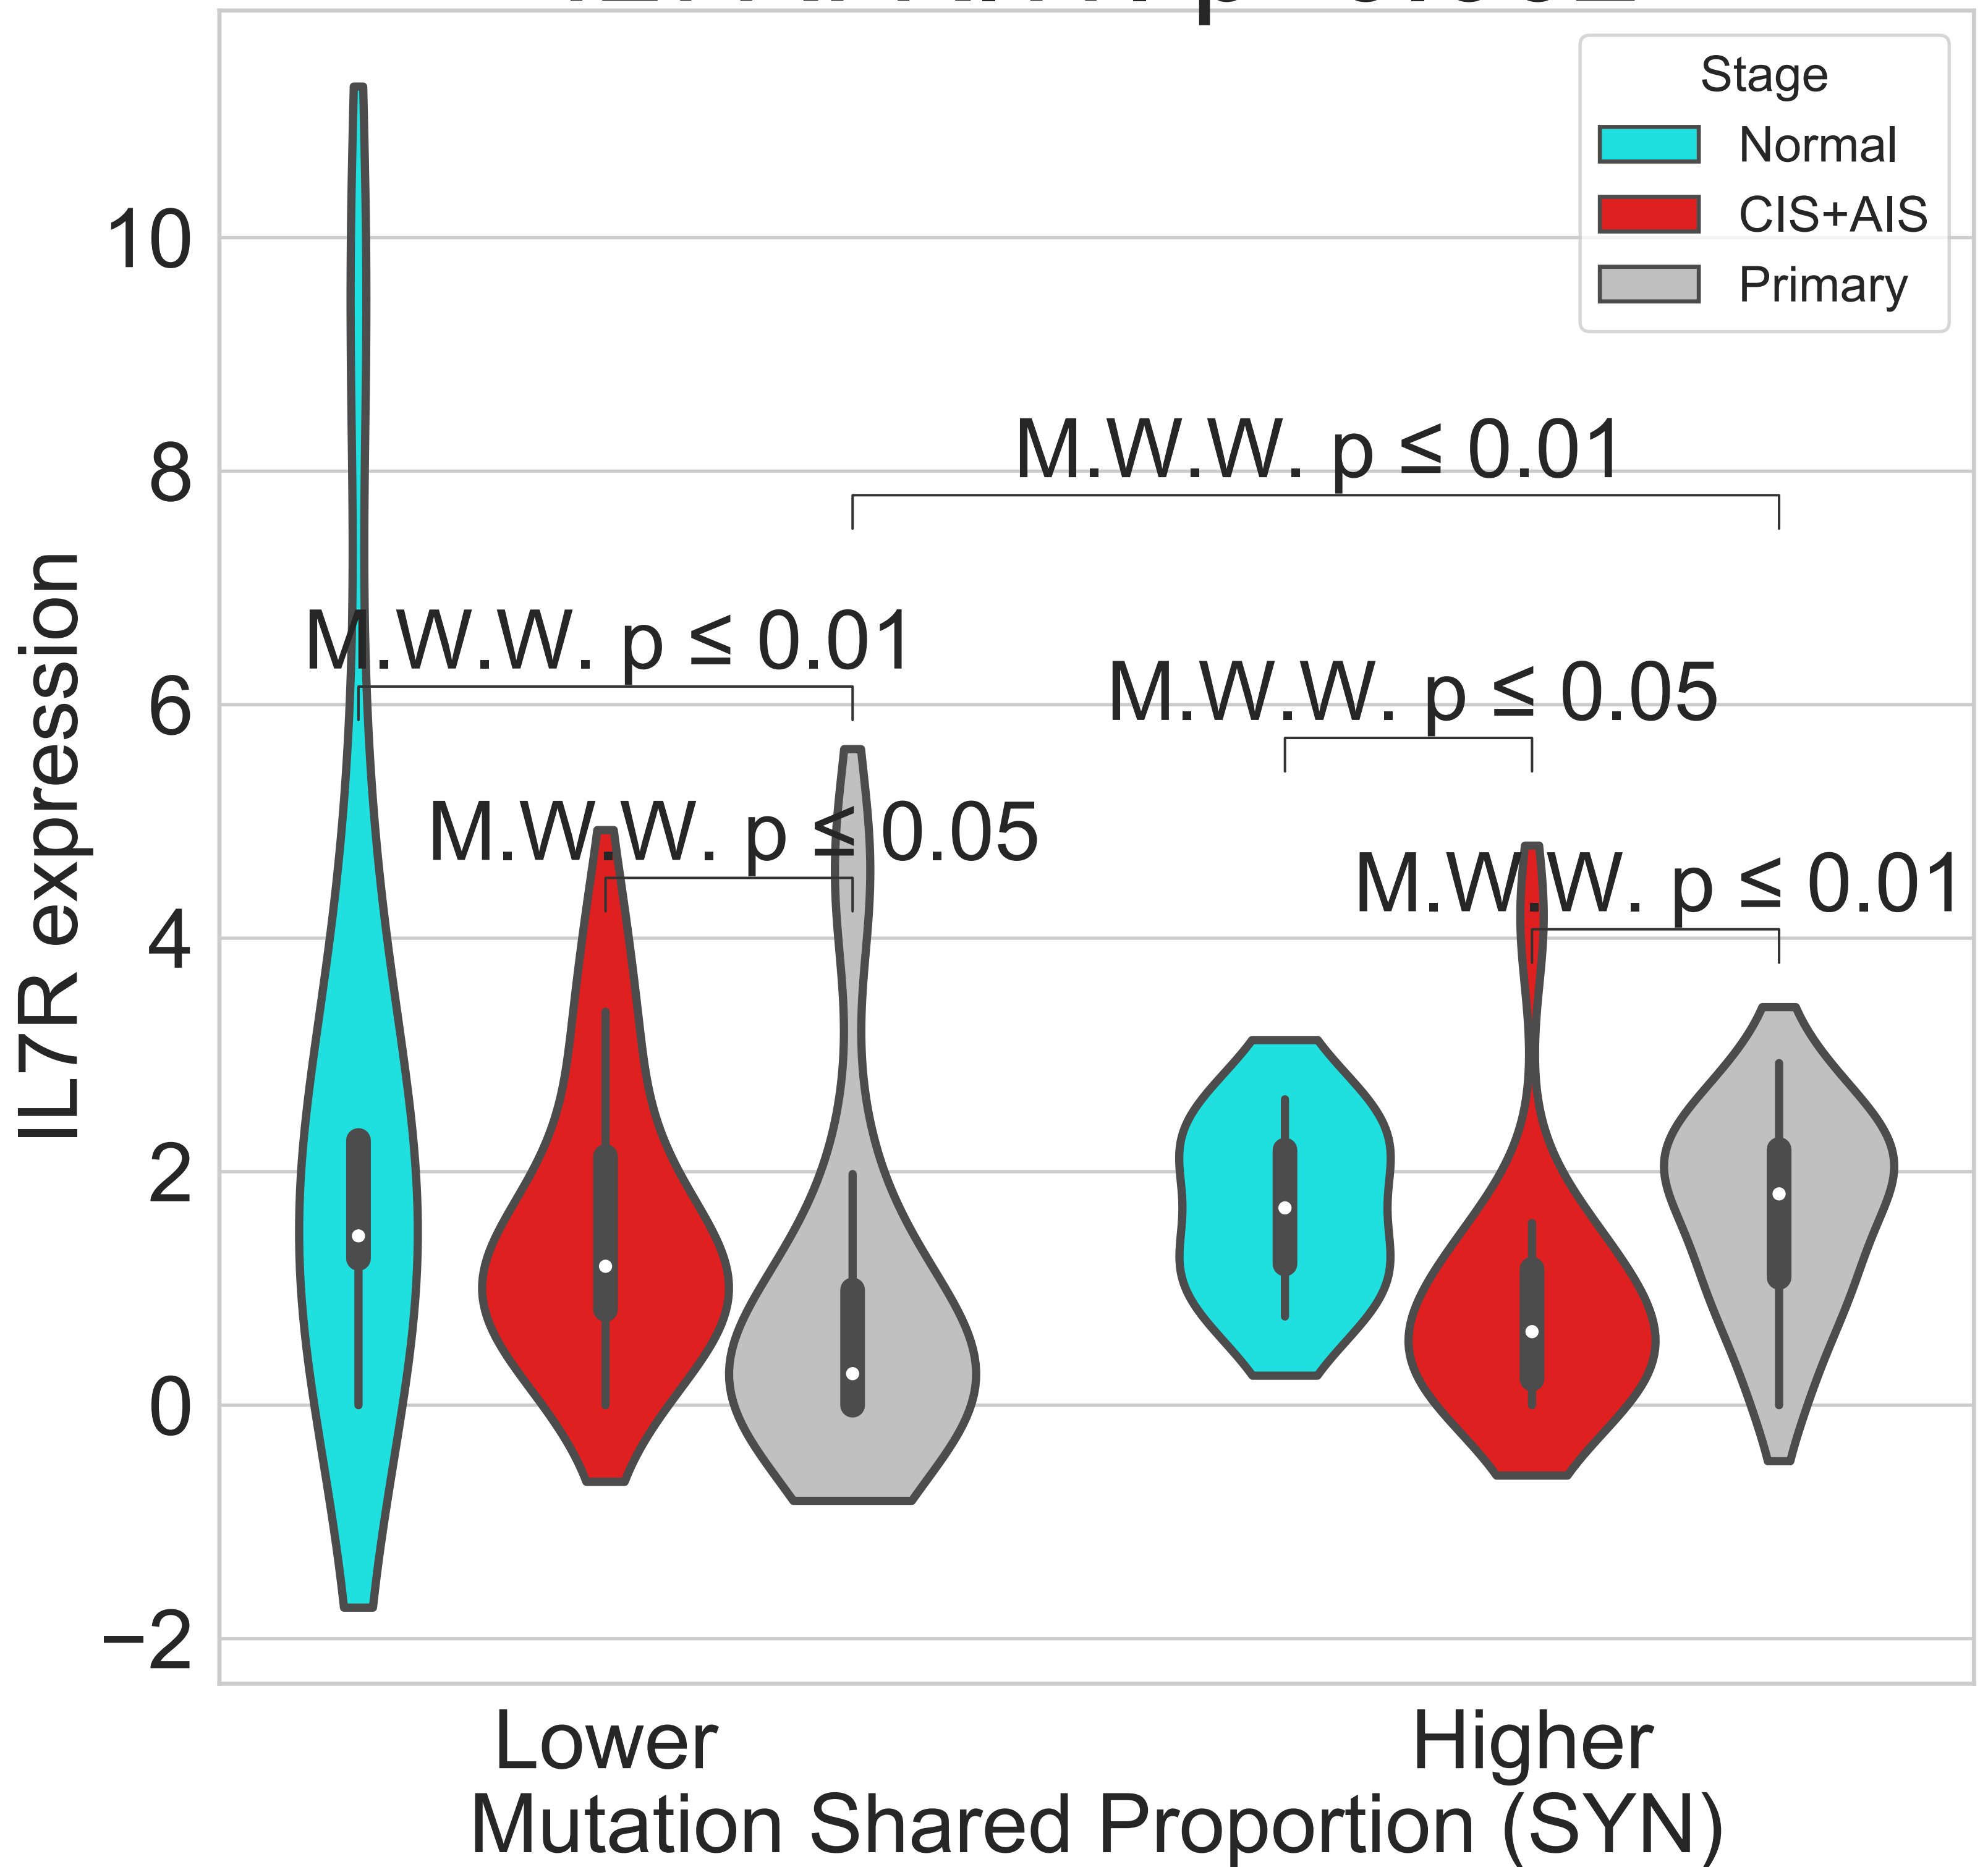 Stage
Normal
CIS+AIS
Primary
10
8
6
4
2
0
−2
IL7R expression
M.W.W. p ≤ 0.01
M.W.W. p ≤ 0.01
M.W.W. p ≤ 0.05
M.W.W. p ≤ 0.05
M.W.W. p ≤ 0.01
Lower
Higher
Mutation Shared Proportion (SYN)